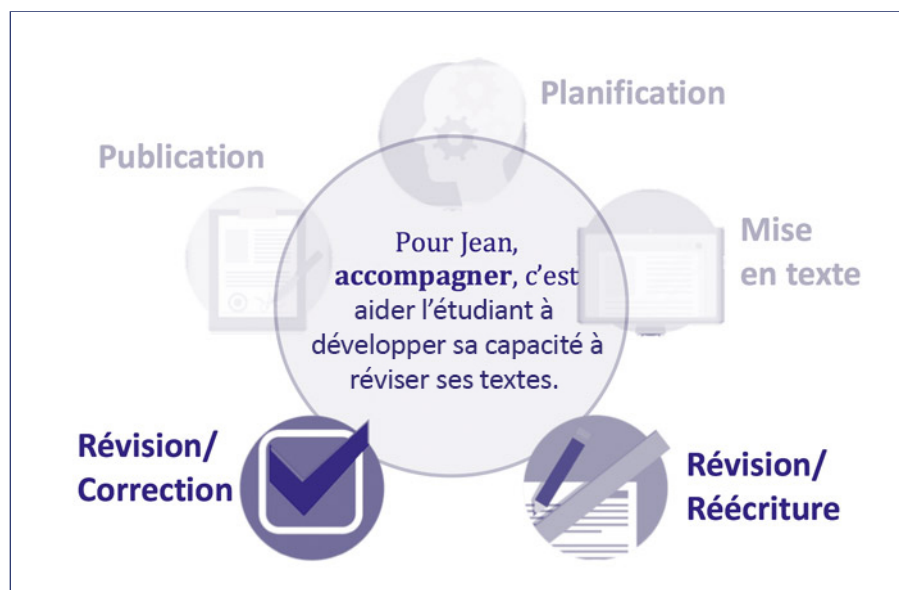 Planification
Publication
Mise
en texte
Pour Jean,
accompagner, c’est
aider l’étudiant à
développer sa capacité à
réviser ses textes.
Révision/
Correction
Révision/
Réécriture